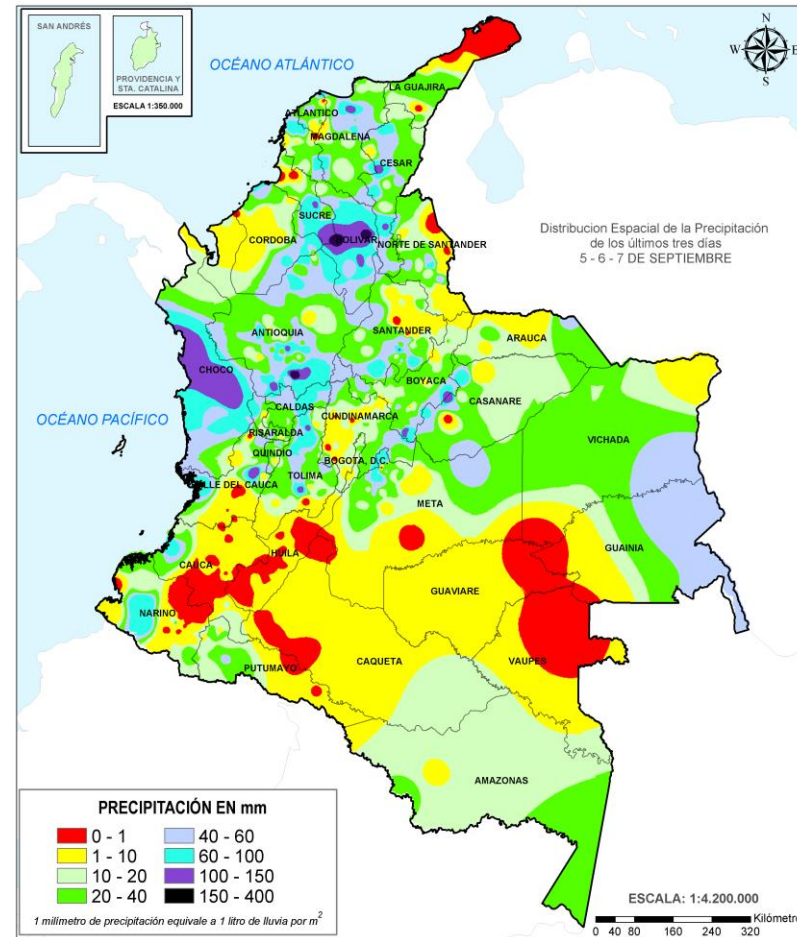 SAN ANDRÉS
PROVIDENCIA Y
STA. CATALINA
ESCALA 1:350.000
OCÉANO ATLÁNTICO
N
W
E
S
LA GUAJIRA
ATLANTICO
MAGDALENA
CESAR
SUCRE
CORDOBA
BOLIVAR
NORTE DE SANTANDER
Distribucion Espacial de la Precipitación
de los últimos tres días
5 - 6 - 7 DE SEPTIEMBRE
ANTIOQUIA
SANTANDER
ARAUCA
CHOCO
BOYACA
CASANARE
OCÉANO PACÍFICO
CALDAS
CUNDINAMARCA
RISARALDA
VICHADA
QUINDIO
BOGOTA, D.C.
TOLIMA
VALLE DEL CAUCA
META
GUAINIA
HUILA
CAUCA
GUAVIARE
NARINO
CAQUETA
VAUPES
PUTUMAYO
AMAZONAS
PRECIPITACIÓN EN mm
0 - 1
40 - 60
1 - 10
60 - 100
10 - 20
100 - 150
20 - 40
150 - 400
1 milímetro de precipitación equivale a 1 litro de lluvia por m²
ESCALA: 1:4.200.000
Kilómetro
0 40 80 160 240 320